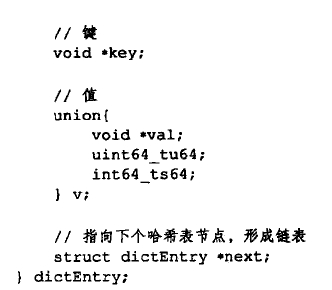 // 键
void *key;
// 值
union{
void *val;
uint64_tu64;
int64_ts64;
} v;
// 指向下个哈希表节点，形成链表
struct dictEntry *next;
} dictEntry;